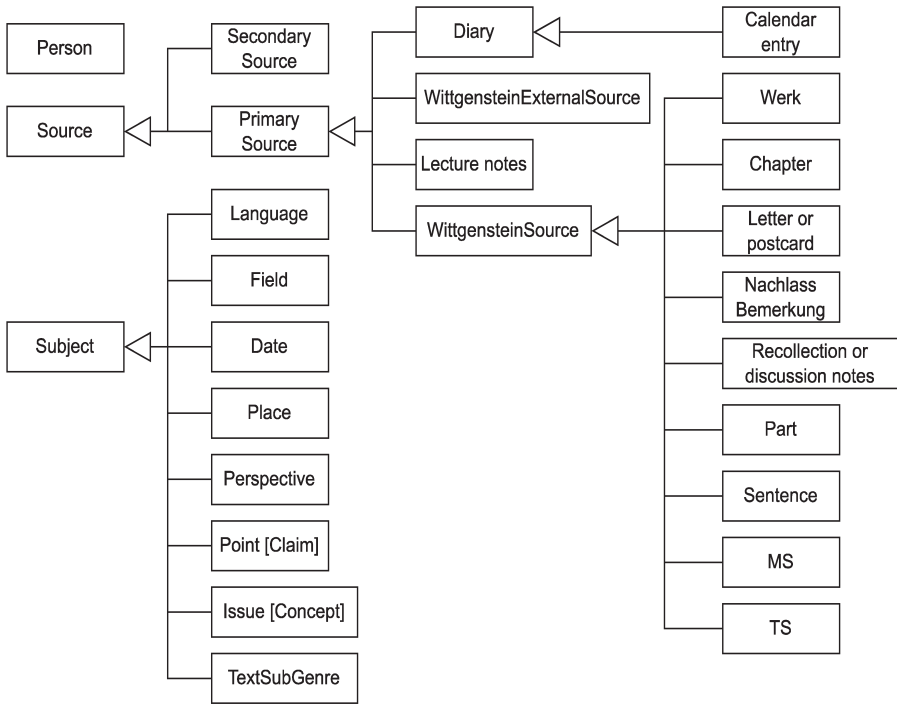 Person
Source
Subject
Secondary
Source
Primary
Source
Language
Field
Date
Place
Perspective
Point [Claim]
Issue [Concept]
TextSubGenre
Diary
WittgensteinExternalSource
Lecture notes
WittgensteinSource
Calendar
entry
Werk
Chapter
Letter or
postcard
Nachlass
Bemerkung
Recollection or
discussion notes
Part
Sentence
MS
TS